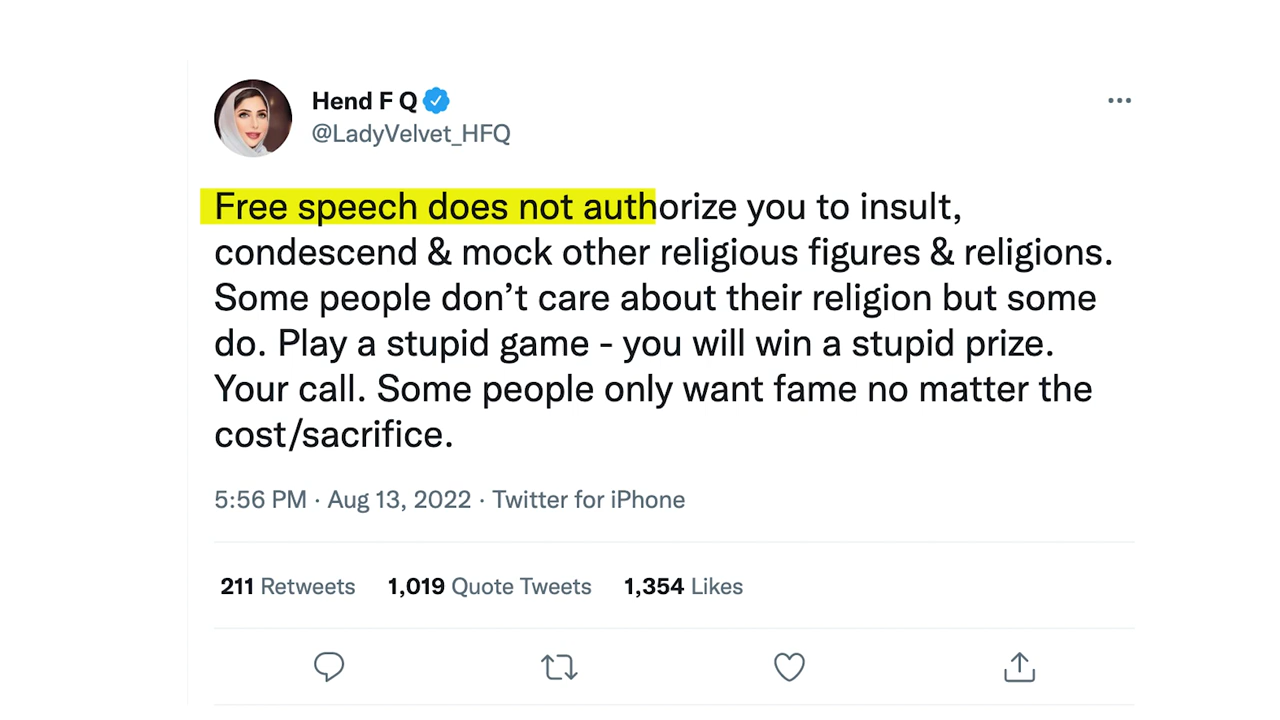 Hend F Q
@LadyVelvet_HFQ
Free speech does not authorize you to insult,
condescend & mock other religious figures & religions.
Some people don’t care about their religion but some
do. Play a stupid game - you will win a stupid prize.
Your call. Some people only want fame no matter the
cost/sacrifice.
5:56 PM · Aug 13, 2022 · Twitter for iPhone
211 Retweets 1,019 Quote Tweets 1,354 Likes